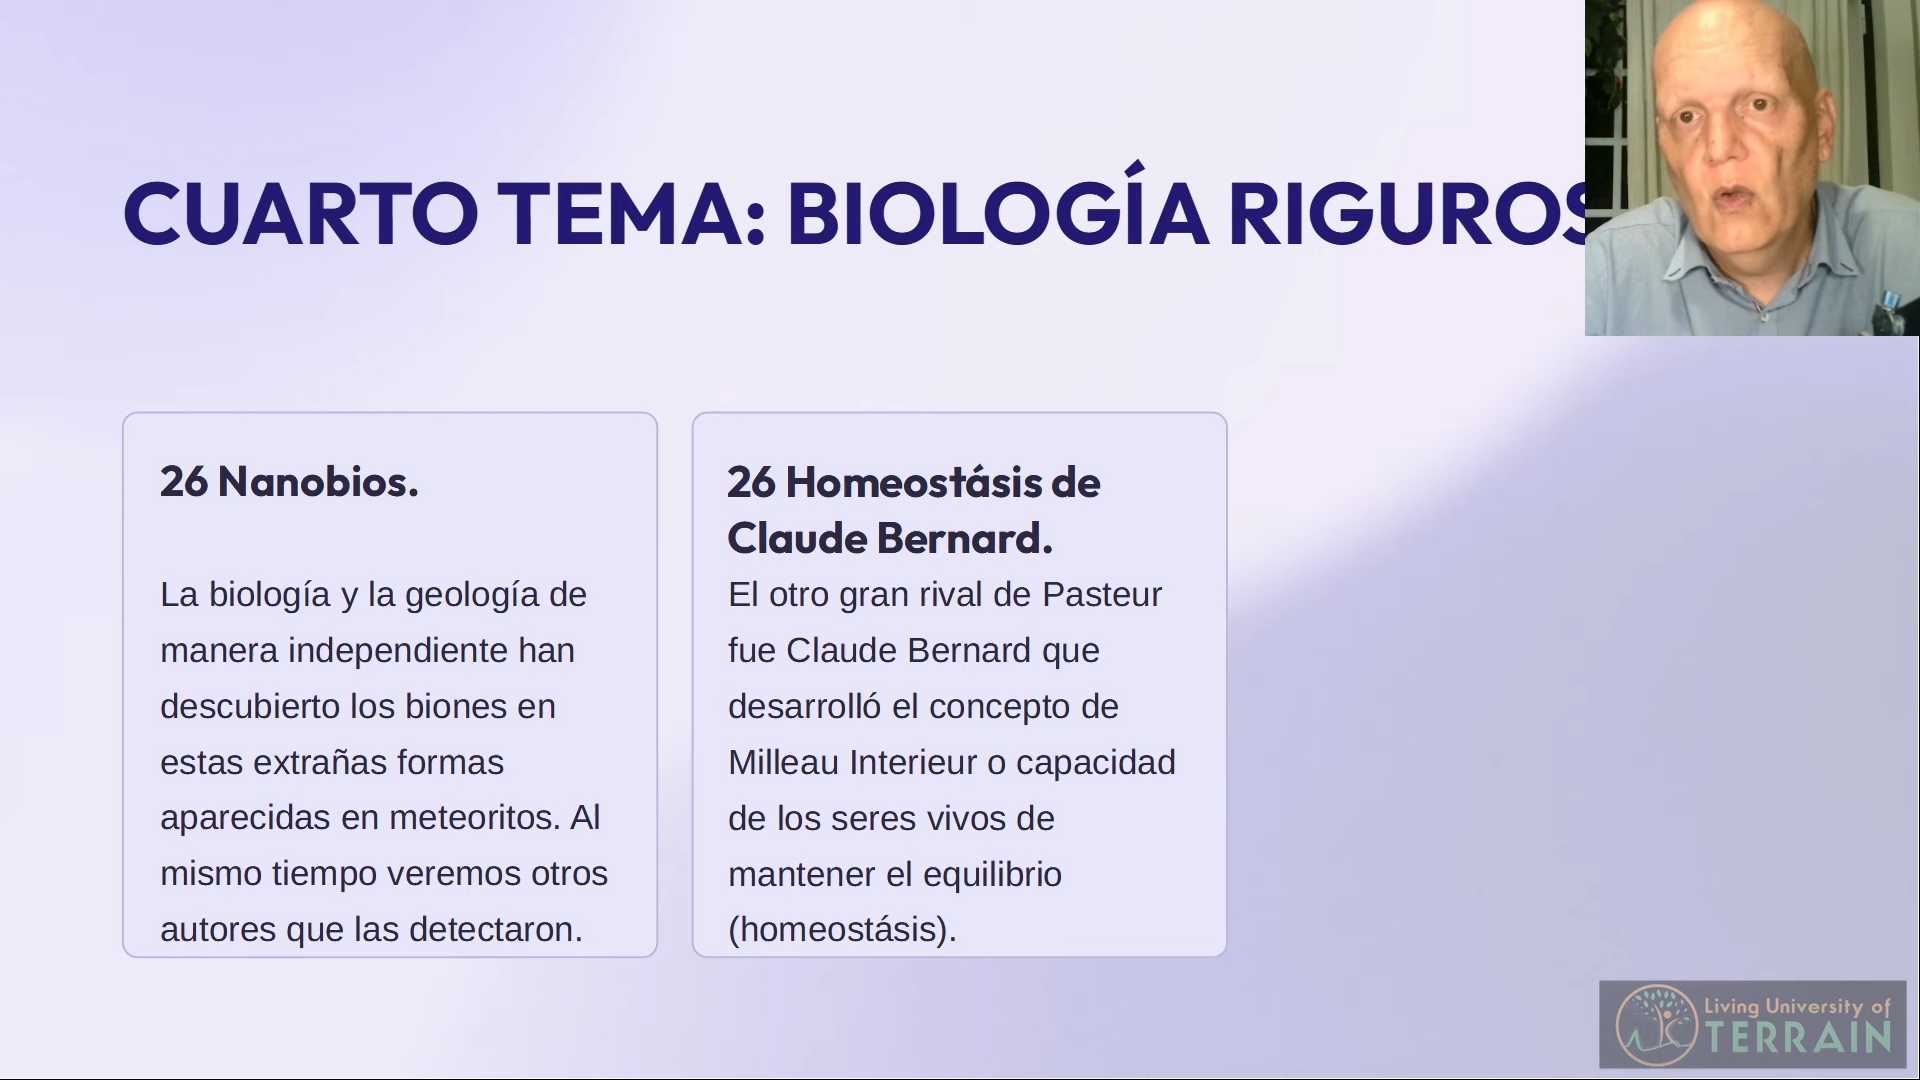 CUARTO TEMA: BIOLOGÍA RIGUROS
26 Nanobios.
La biología y la geología de
manera independiente han
descubierto los biones en
estas extrañas formas
aparecidas en meteoritos. Al
mismo tiempo veremos otros
autores que las detectaron.
26 Homeostásis de
Claude Bernard.
El otro gran rival de Pasteur
fue Claude Bernard que
desarrolló el concepto de
Milleau Interieur o capacidad
de los seres vivos de
mantener el equilibrio
(homeostásis).
Living University of
TERRAIN